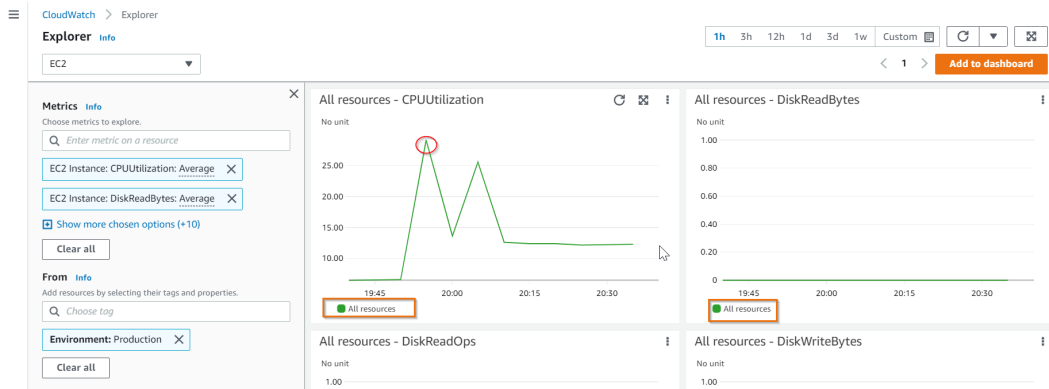 CloudWatch > Explorer
Explorer Info
1h 3h 12h 1d 3d 1w Custom
EC2
< 1 > Add to dashboard
Metrics Info
Choose metrics to explore.
Enter metric on a resource
EC2 Instance: CPUUtilization: Average
EC2 Instance: DiskReadBytes: Average
Show more chosen options (+10)
Clear all
From Info
Add resources by selecting their tags and properties.
Choose tag
Environment: Production
Clear all
All resources - CPUUtilization
No unit
25.00
20.00
15.00
10.00
19:45 20:00 20:15 20:30
All resources
All resources - DiskReadBytes
No unit
1.00
0.80
0.60
0.40
0.20
0
19:45 20:00 20:15 20:30
All resources
All resources - DiskReadOps
No unit
1.00
All resources - DiskWriteBytes
No unit
1.00